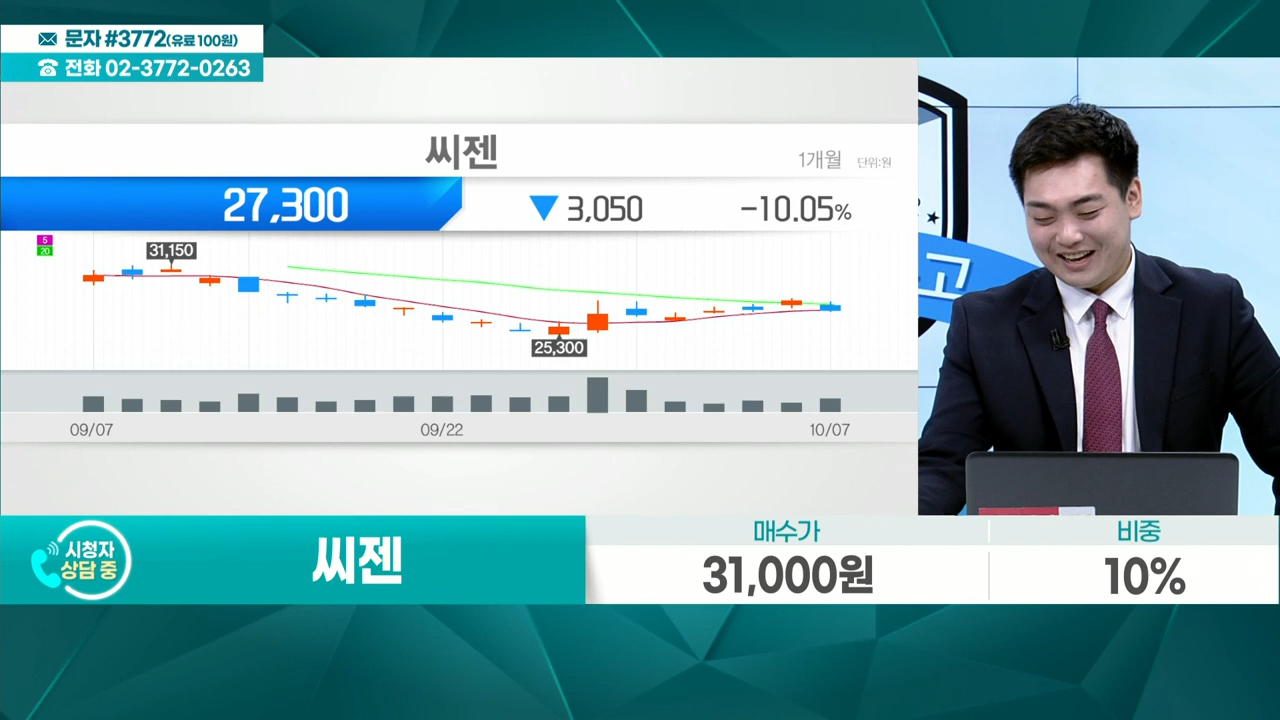 문자 #3772(유료 100원)
전화 02-3772-0263
씨젠
1개월 단위:원
27,300 ▼ 3,050 -10.05%
5
20
31,150
25,300
09/07 09/22 10/07
고
시청자
상담 중
씨젠
매수가 비중
31,000원 10%